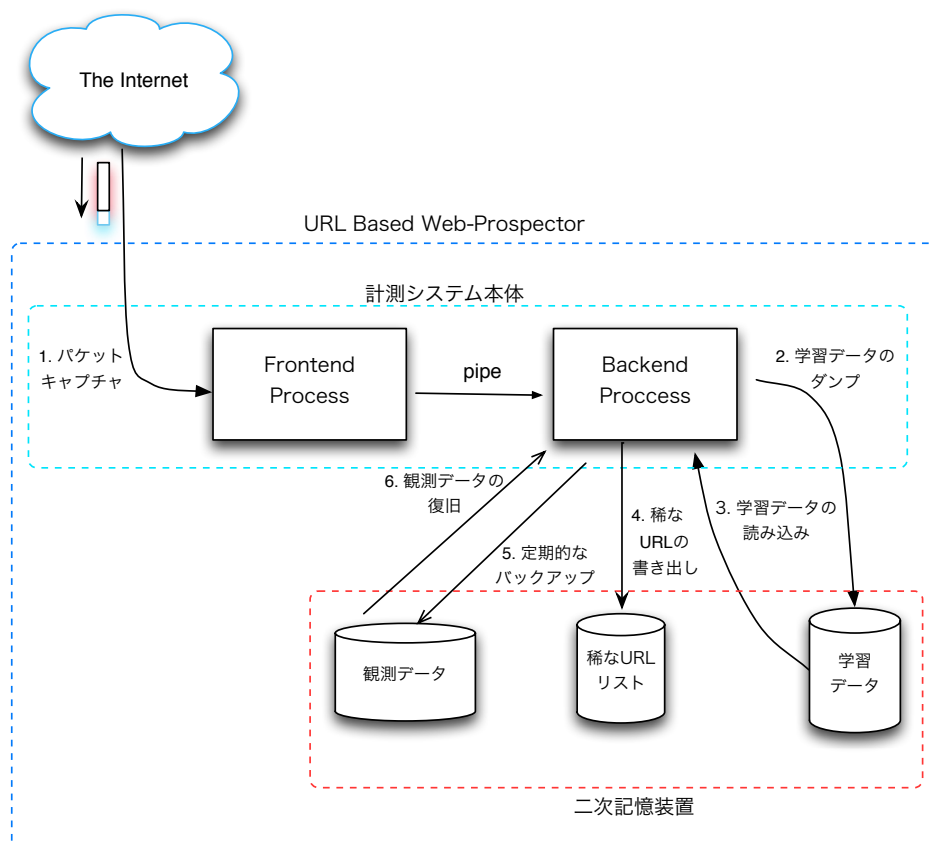 The Internet
URL Based Web-Prospector
計測システム本体
1. パケット
キャプチャ
Frontend
Process
pipe
Backend
Proccess
2. 学習データの
ダンプ
6. 観測データの
復旧
5. 定期的な
バックアップ
4. 稀な
URLの
書き出し
3. 学習データの
読み込み
観測データ
稀なURL
リスト
学習
データ
二次記憶装置